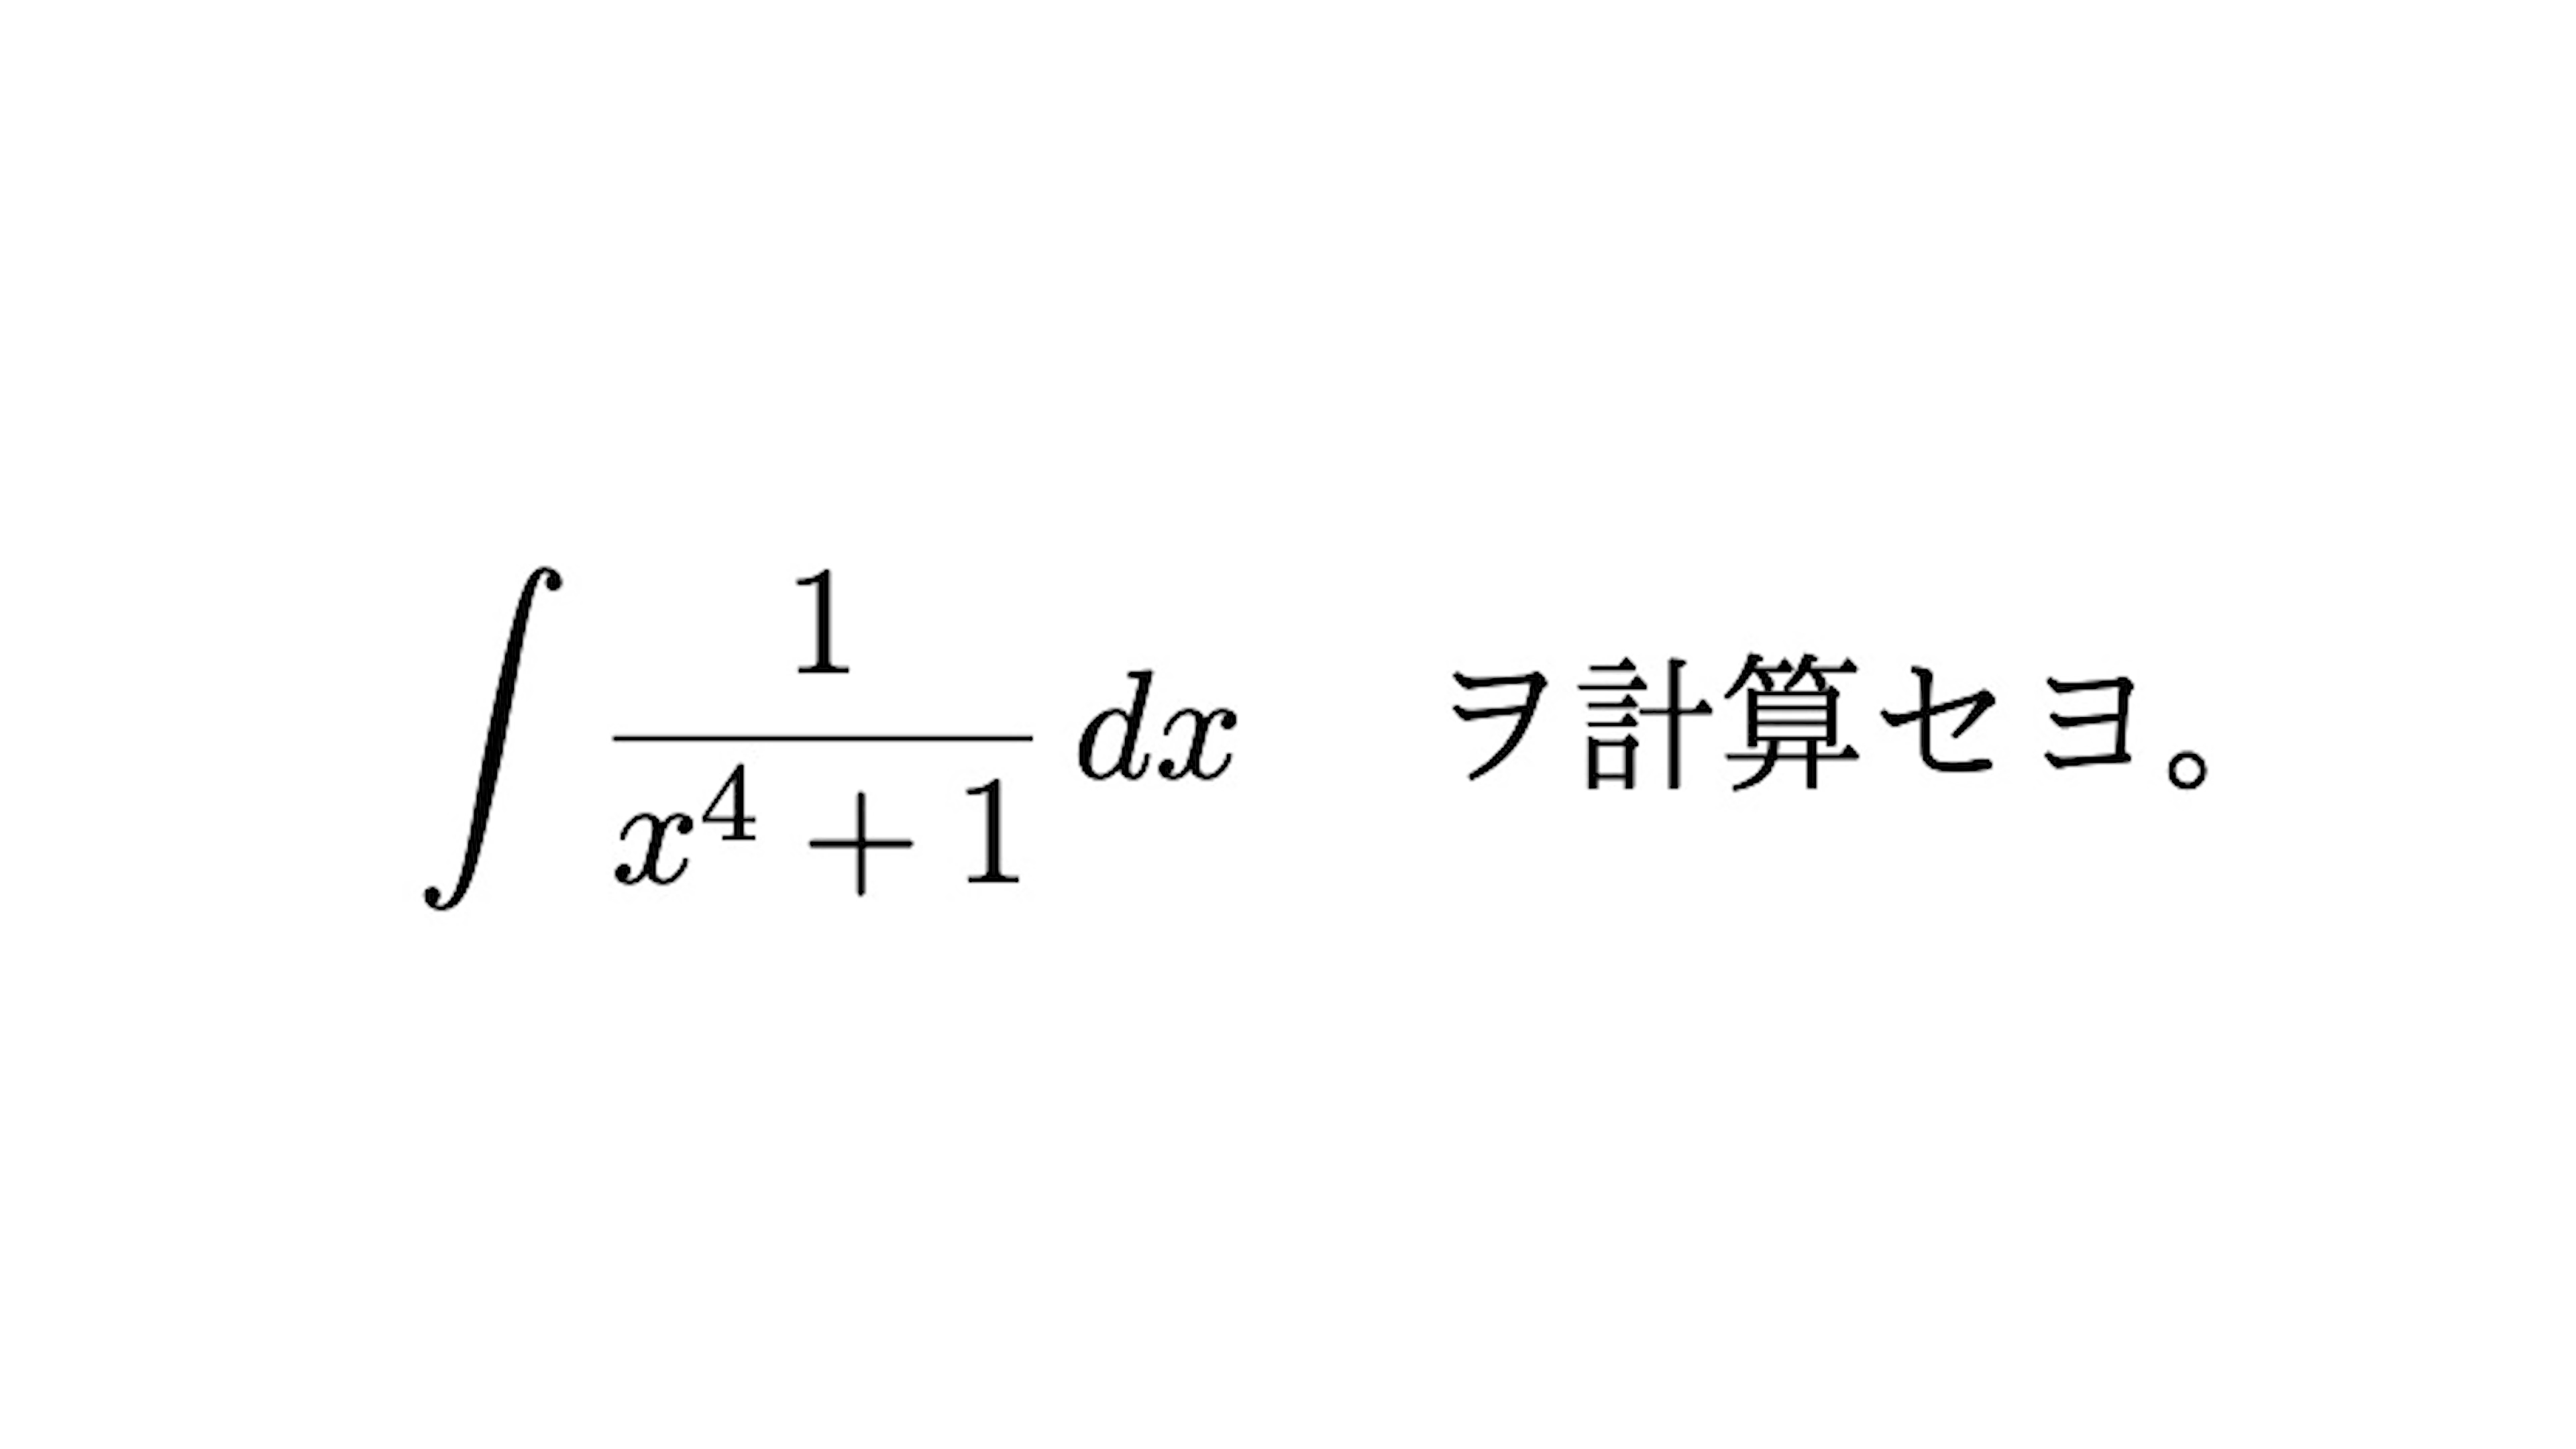 ∫ 1/(x⁴ + 1) dx ヲ計算セヨ。